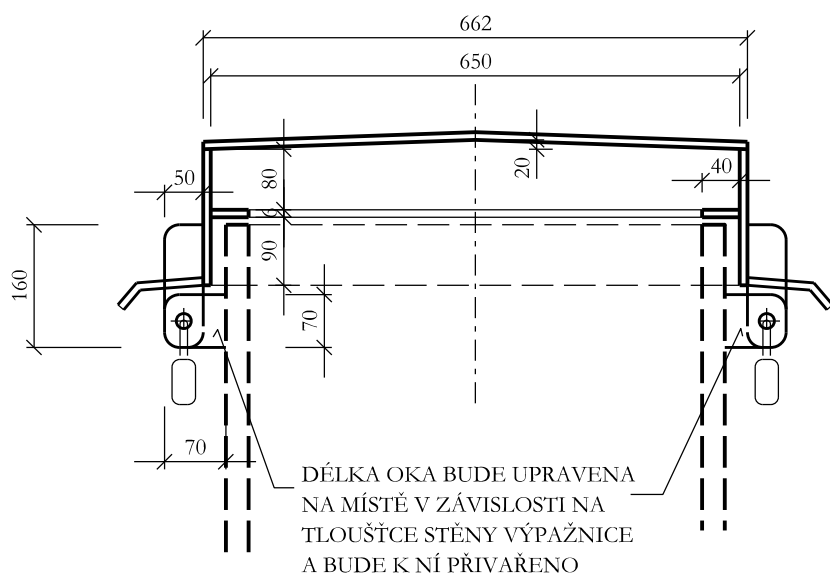 662
650
50
80
20
40
6
90
160
70
70
DÉLKA OKA BUDE UPRAVENA
NA MÍSTĚ V ZÁVISLOSTI NA
TLOUŠŤCE STĚNY VÝPAŽNICE
A BUDE K NÍ PŘIVAŘENO